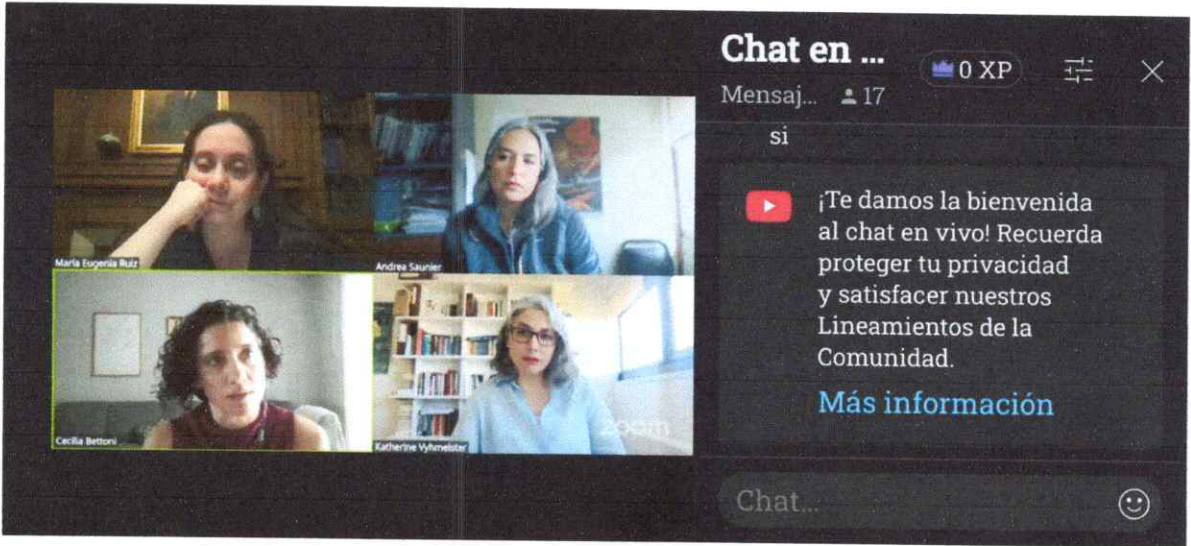 María Eugenia Ruiz
Andrea Saunier
Cecilia Bettoni
Katherine Vyhmeister
zoom
Chat en ...
0 XP
Mensaj... 17
si
¡Te damos la bienvenida
al chat en vivo! Recuerda
proteger tu privacidad
y satisfacer nuestros
Lineamientos de la
Comunidad.
Más información
Chat...